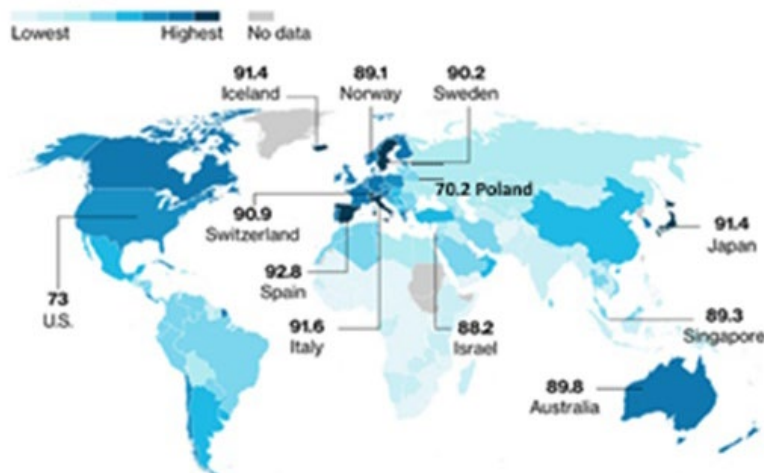 Lowest Highest No data
91.4
Iceland
89.1
Norway
90.2
Sweden
70.2 Poland
90.9
Switzerland
91.4
Japan
73
U.S.
92.8
Spain
91.6
Italy
88.2
Israel
89.3
Singapore
89.8
Australia